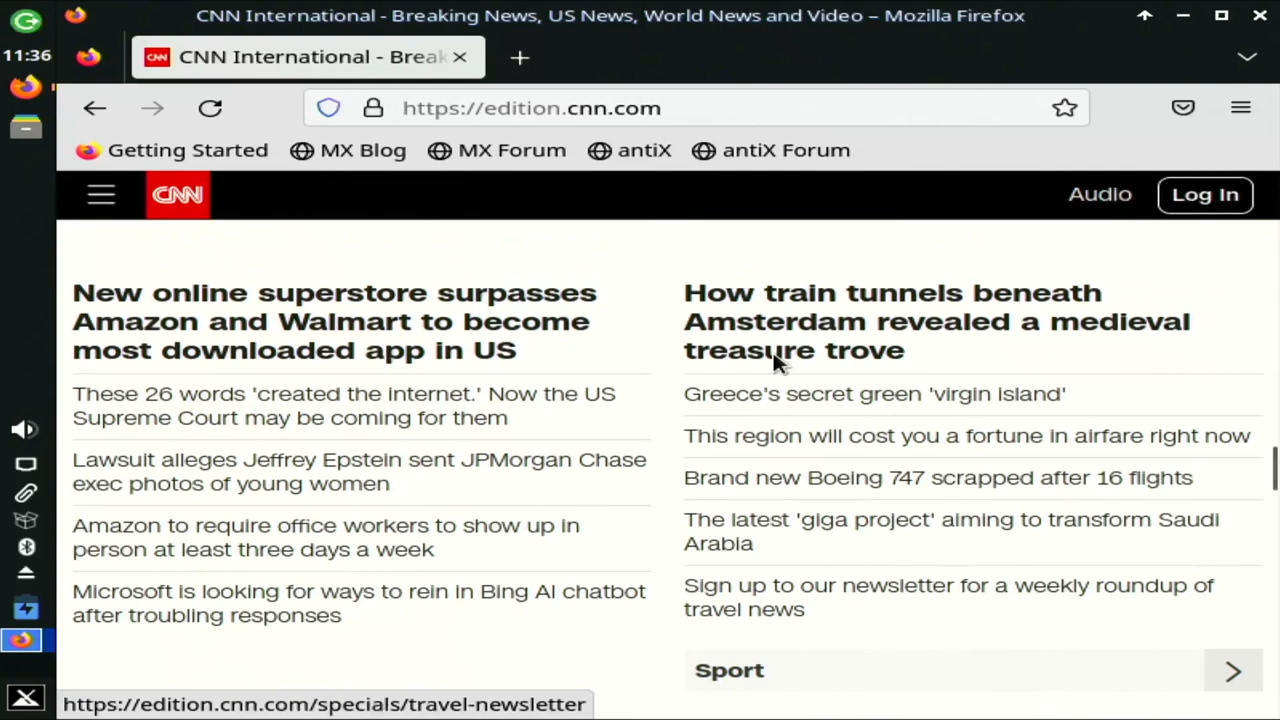 CNN International - Breaking News, US News, World News and Video – Mozilla Firefox
11:36
CNN
CNN International - Break
https://edition.cnn.com
Getting Started
MX Blog
MX Forum
antiX
antiX Forum
CNN
Audio
Log In
New online superstore surpasses
Amazon and Walmart to become
most downloaded app in US
These 26 words 'created the internet.' Now the US
Supreme Court may be coming for them
Lawsuit alleges Jeffrey Epstein sent JPMorgan Chase
exec photos of young women
Amazon to require office workers to show up in
person at least three days a week
Microsoft is looking for ways to rein in Bing AI chatbot
after troubling responses
How train tunnels beneath
Amsterdam revealed a medieval
treasure trove
Greece's secret green 'virgin island'
This region will cost you a fortune in airfare right now
Brand new Boeing 747 scrapped after 16 flights
The latest 'giga project' aiming to transform Saudi
Arabia
Sign up to our newsletter for a weekly roundup of
travel news
Sport
https://edition.cnn.com/specials/travel-newsletter